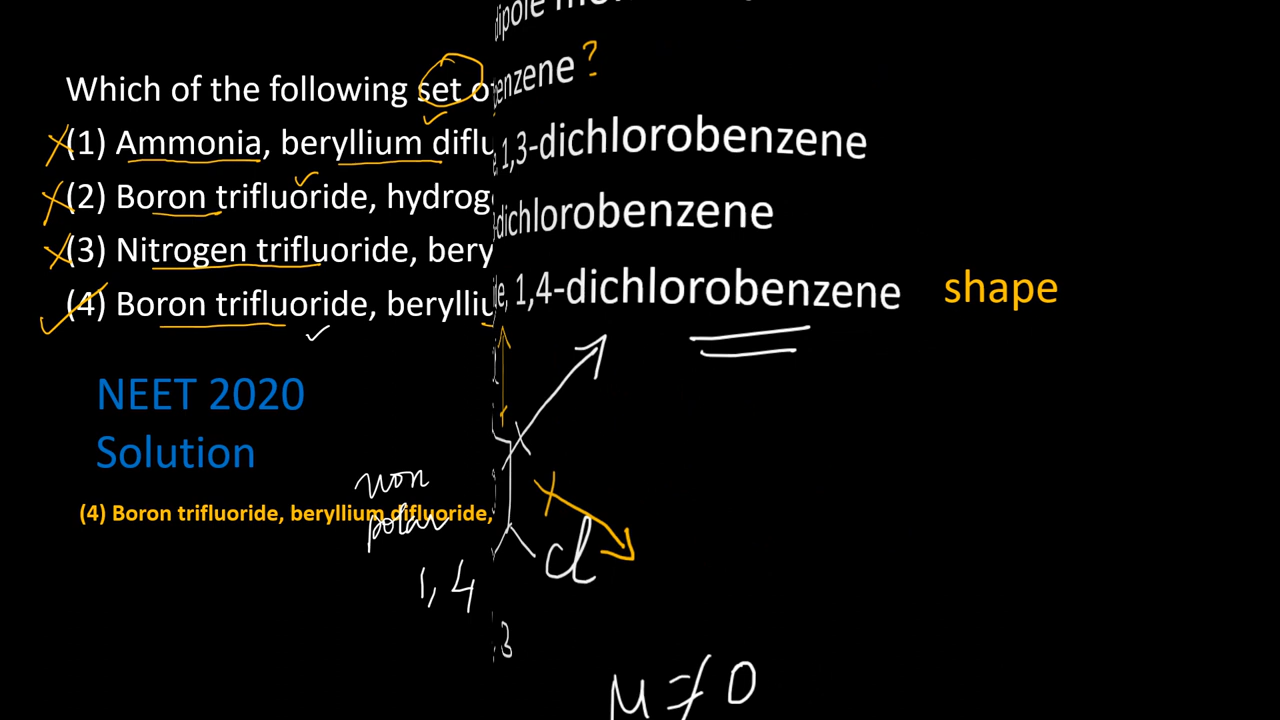 dipole
Which of the following set
benzene ?
(1) Ammonia, beryllium diflu 1,3-dichlorobenzene
(2) Boron trifluoride, hydrog dichlorobenzene
(3) Nitrogen trifluoride, bery
(4) Boron trifluoride, berylliu 1,4-dichlorobenzene shape
NEET 2020
Solution
non
(4) Boron trifluoride, beryllium difluoride,
polar
cl
1, 4
3
M ≠ 0